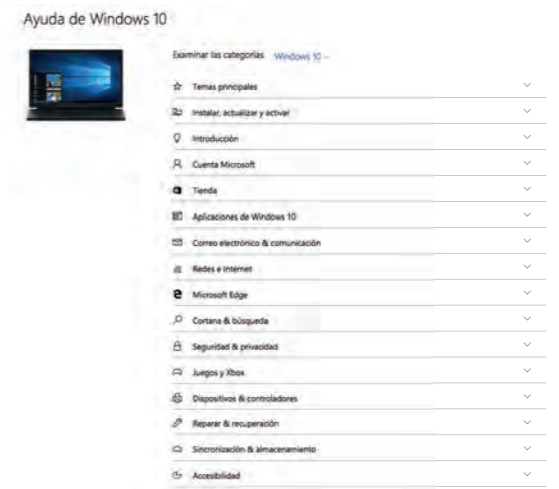 Ayuda de Windows 10
Examinar las categorías Windows 10
Temas principales
Instalar, actualizar y activar
Introducción
Cuenta Microsoft
Tienda
Aplicaciones de Windows 10
Correo electrónico & comunicación
Redes e Internet
Microsoft Edge
Cortana & búsqueda
Seguridad & privacidad
Juegos y Xbox
Dispositivos & controladores
Reparar & recuperación
Sincronización & almacenamiento
Accesibilidad